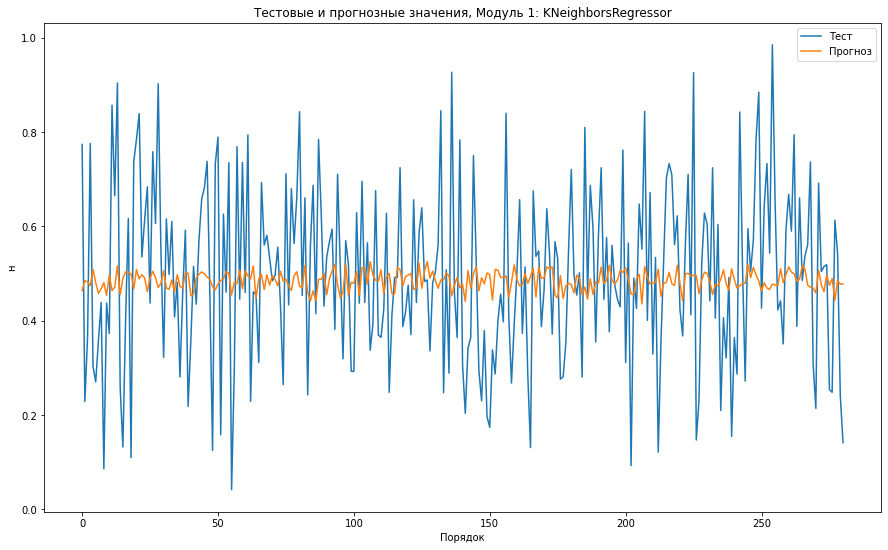 Тестовые и прогнозные значения, Модуль 1: KNeighborsRegressor
Тест
Прогноз
1.0
0.8
0.6
0.4
0.2
0.0
н
0 50 100 150 200 250
Порядок